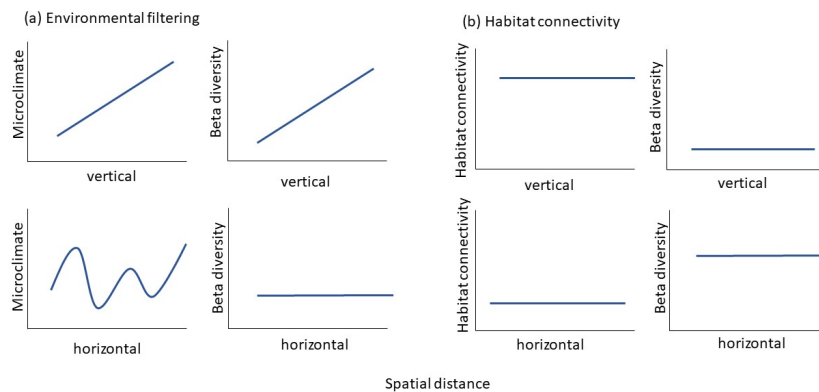 (a) Environmental filtering
(b) Habitat connectivity
Microclimate
vertical
Beta diversity
vertical
Habitat connectivity
vertical
Beta diversity
vertical
Microclimate
horizontal
Beta diversity
horizontal
Habitat connectivity
horizontal
Beta diversity
horizontal
Spatial distance